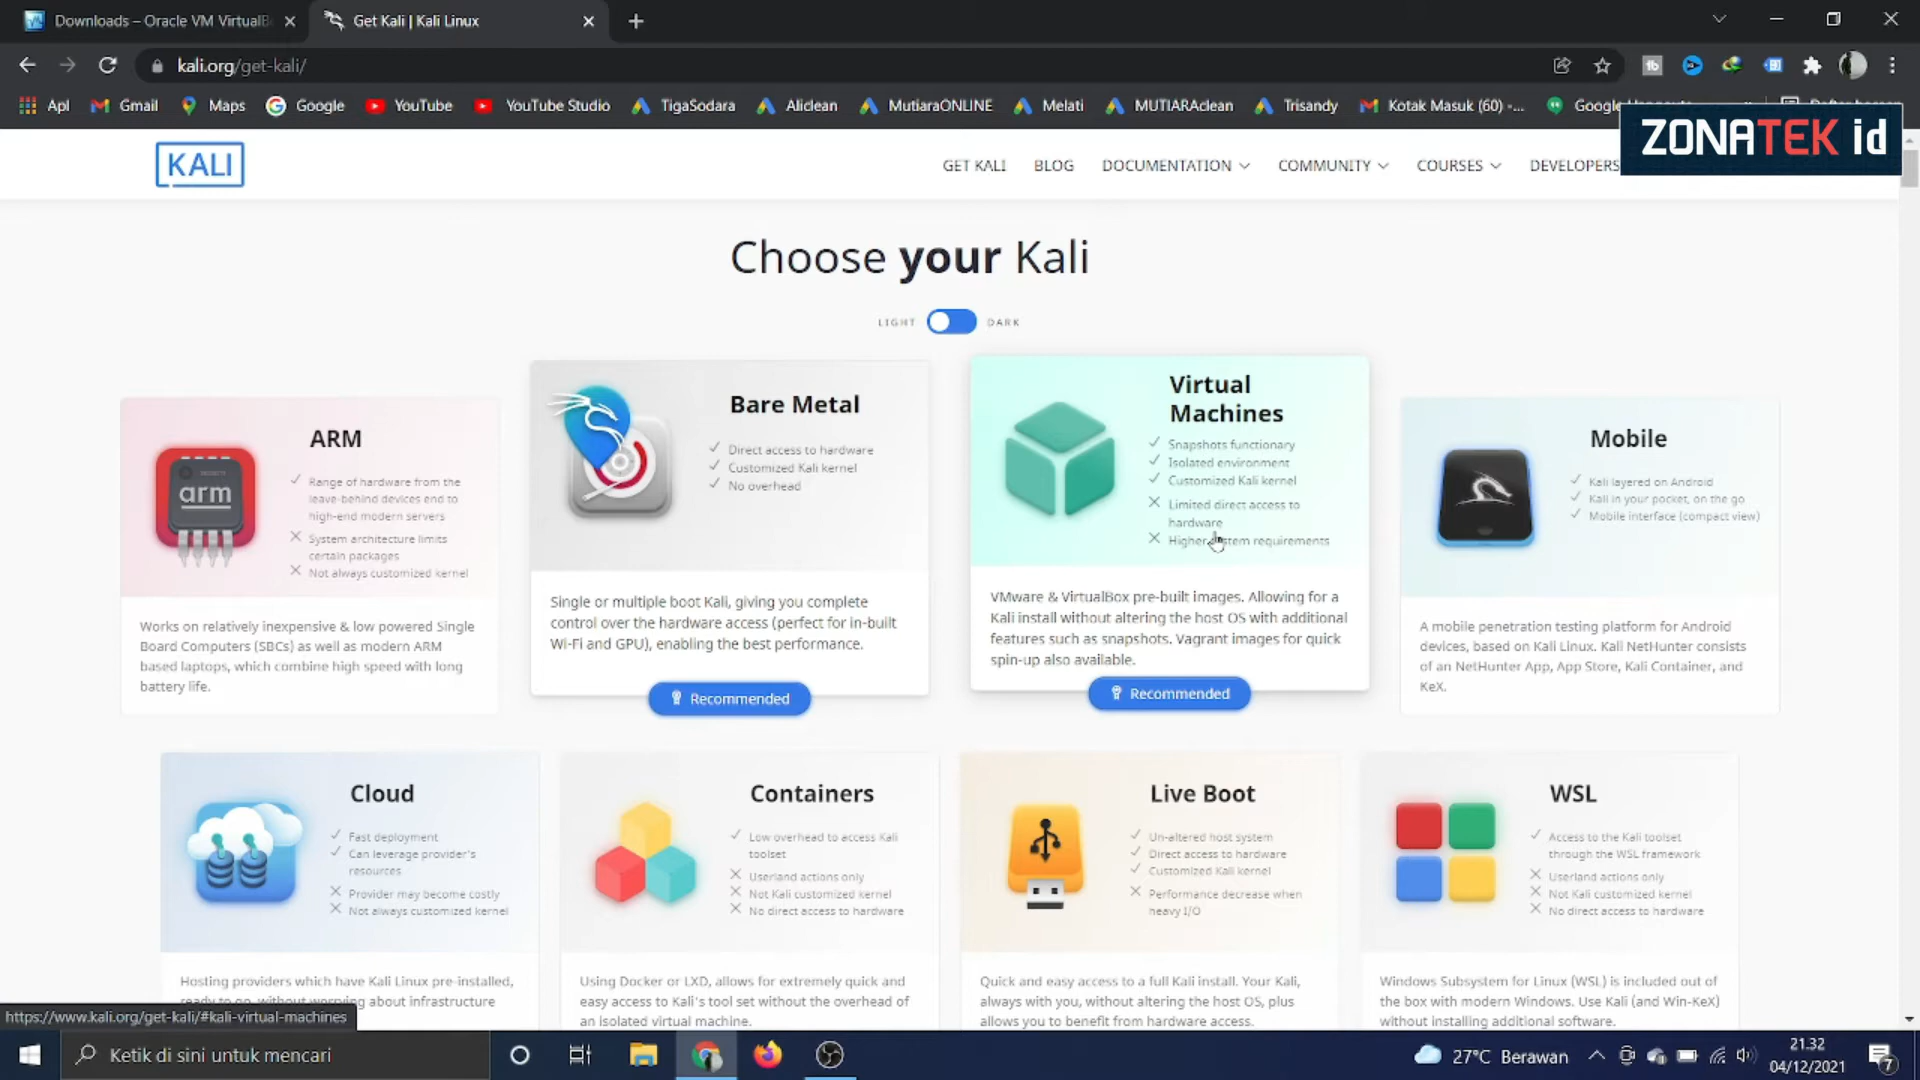 Downloads – Oracle VM VirtualB
Get Kali | Kali Linux
kali.org/get-kali/
Apl
Gmail
Maps
Google
YouTube
YouTube Studio
TigaSodara
Aliclean
MutiaraONLINE
Melati
MUTIARAclean
Trisandy
Kotak Masuk (60) -...
Google
ZONATEK id
KALI
GET KALI
BLOG
DOCUMENTATION
COMMUNITY
COURSES
DEVELOPERS
Choose your Kali
LIGHT
DARK
ARM
arm
Range of hardware from the
leave-behind devices end to
high-end modern servers
System architecture limits
certain packages
Not always customized kernel
Works on relatively inexpensive & low powered Single
Board Computers (SBCs) as well as modern ARM
based laptops, which combine high speed with long
battery life.
Bare Metal
Direct access to hardware
Customized Kali kernel
No overhead
Single or multiple boot Kali, giving you complete
control over the hardware access (perfect for in-built
Wi-Fi and GPU), enabling the best performance.
Recommended
Virtual
Machines
Snapshots functionary
Isolated environment
Customized Kali kernel
Limited direct access to
hardware
Higher system requirements
VMware & VirtualBox pre-built images. Allowing for a
Kali install without altering the host OS with additional
features such as snapshots. Vagrant images for quick
spin-up also available.
Recommended
Mobile
Kali layered on Android
Kali in your pocket, on the go
Mobile interface (compact view)
A mobile penetration testing platform for Android
devices, based on Kali Linux. Kali NetHunter consists
of an NetHunter App, App Store, Kali Container, and
KeX.
Cloud
Fast deployment
Can leverage provider's
resources
Provider may become costly
Not always customized kernel
Hosting providers which have Kali Linux pre-installed,
ready to go, without worrying about infrastructure
Containers
Low overhead to access Kali
toolset
Userland actions only
Not Kali customized kernel
No direct access to hardware
Using Docker or LXD, allows for extremely quick and
easy access to Kali's tool set without the overhead of
an isolated virtual machine.
Live Boot
Un-altered host system
Direct access to hardware
Customized Kali kernel
Performance decrease when
heavy I/O
Quick and easy access to a full Kali install. Your Kali,
always with you, without altering the host OS, plus
allows you to benefit from hardware access.
WSL
Access to the Kali toolset
through the WSL framework
Userland actions only
Not Kali customized kernel
No direct access to hardware
Windows Subsystem for Linux (WSL) is included out of
the box with modern Windows. Use Kali (and Win-KeX)
without installing additional software.
https://www.kali.org/get-kali/#kali-virtual-machines
Ketik di sini untuk mencari
27°C Berawan
21.32
04/12/2021
7